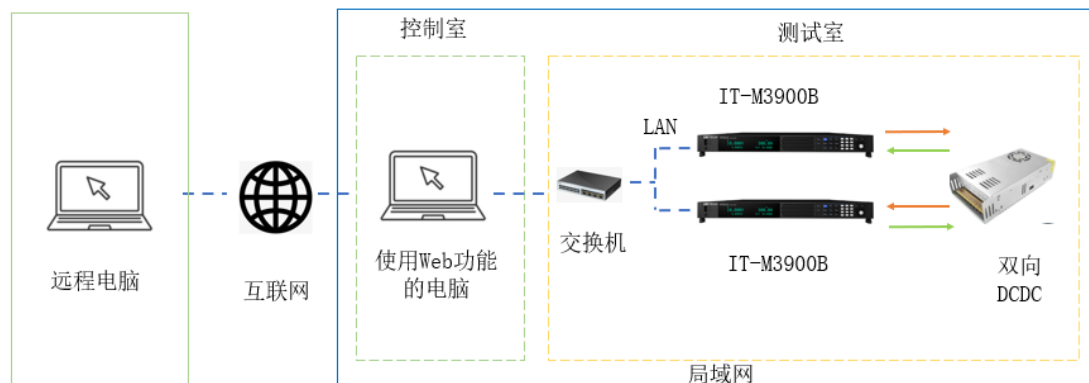 控制室
测试室
IT-M3900B
LAN
交换机
IT-M3900B
远程电脑
互联网
使用Web功能
的电脑
双向
DCDC
局域网